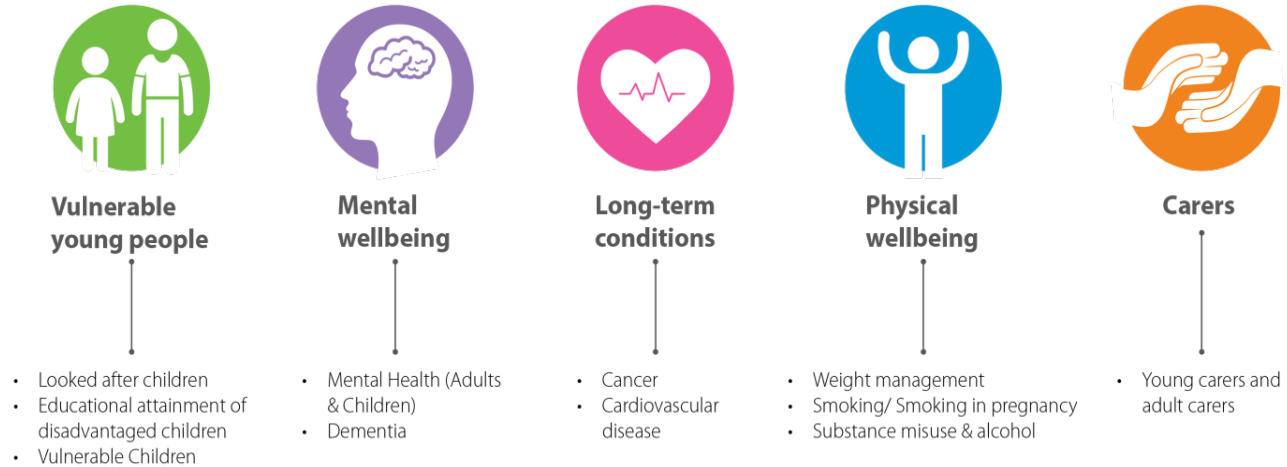 Vulnerable
young people
• Looked after children
• Educational attainment of
disadvantaged children
• Vulnerable Children
Mental
wellbeing
• Mental Health (Adults
& Children)
• Dementia
Long-term
conditions
• Cancer
• Cardiovascular
disease
Physical
wellbeing
• Weight management
• Smoking/ Smoking in pregnancy
• Substance misuse & alcohol
Carers
• Young carers and
adult carers